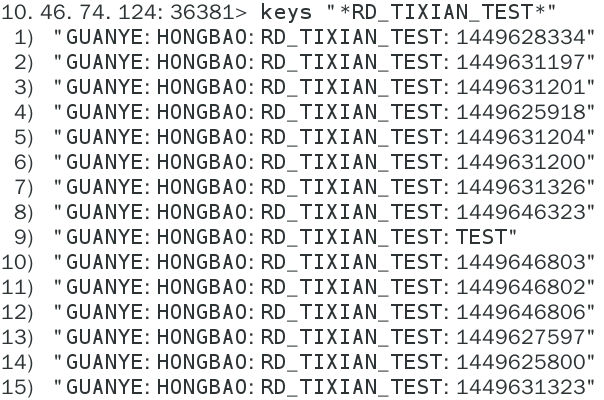 10.46.74.124:36381> keys "*RD_TIXIAN_TEST*"
1) "GUANYE:HONGBAO:RD_TIXIAN_TEST:1449628334"
2) "GUANYE:HONGBAO:RD_TIXIAN_TEST:1449631197"
3) "GUANYE:HONGBAO:RD_TIXIAN_TEST:1449631201"
4) "GUANYE:HONGBAO:RD_TIXIAN_TEST:1449625918"
5) "GUANYE:HONGBAO:RD_TIXIAN_TEST:1449631204"
6) "GUANYE:HONGBAO:RD_TIXIAN_TEST:1449631200"
7) "GUANYE:HONGBAO:RD_TIXIAN_TEST:1449631326"
8) "GUANYE:HONGBAO:RD_TIXIAN_TEST:1449646323"
9) "GUANYE:HONGBAO:RD_TIXIAN_TEST:TEST"
10) "GUANYE:HONGBAO:RD_TIXIAN_TEST:1449646803"
11) "GUANYE:HONGBAO:RD_TIXIAN_TEST:1449646802"
12) "GUANYE:HONGBAO:RD_TIXIAN_TEST:1449646806"
13) "GUANYE:HONGBAO:RD_TIXIAN_TEST:1449627597"
14) "GUANYE:HONGBAO:RD_TIXIAN_TEST:1449625800"
15) "GUANYE:HONGBAO:RD_TIXIAN_TEST:1449631323"